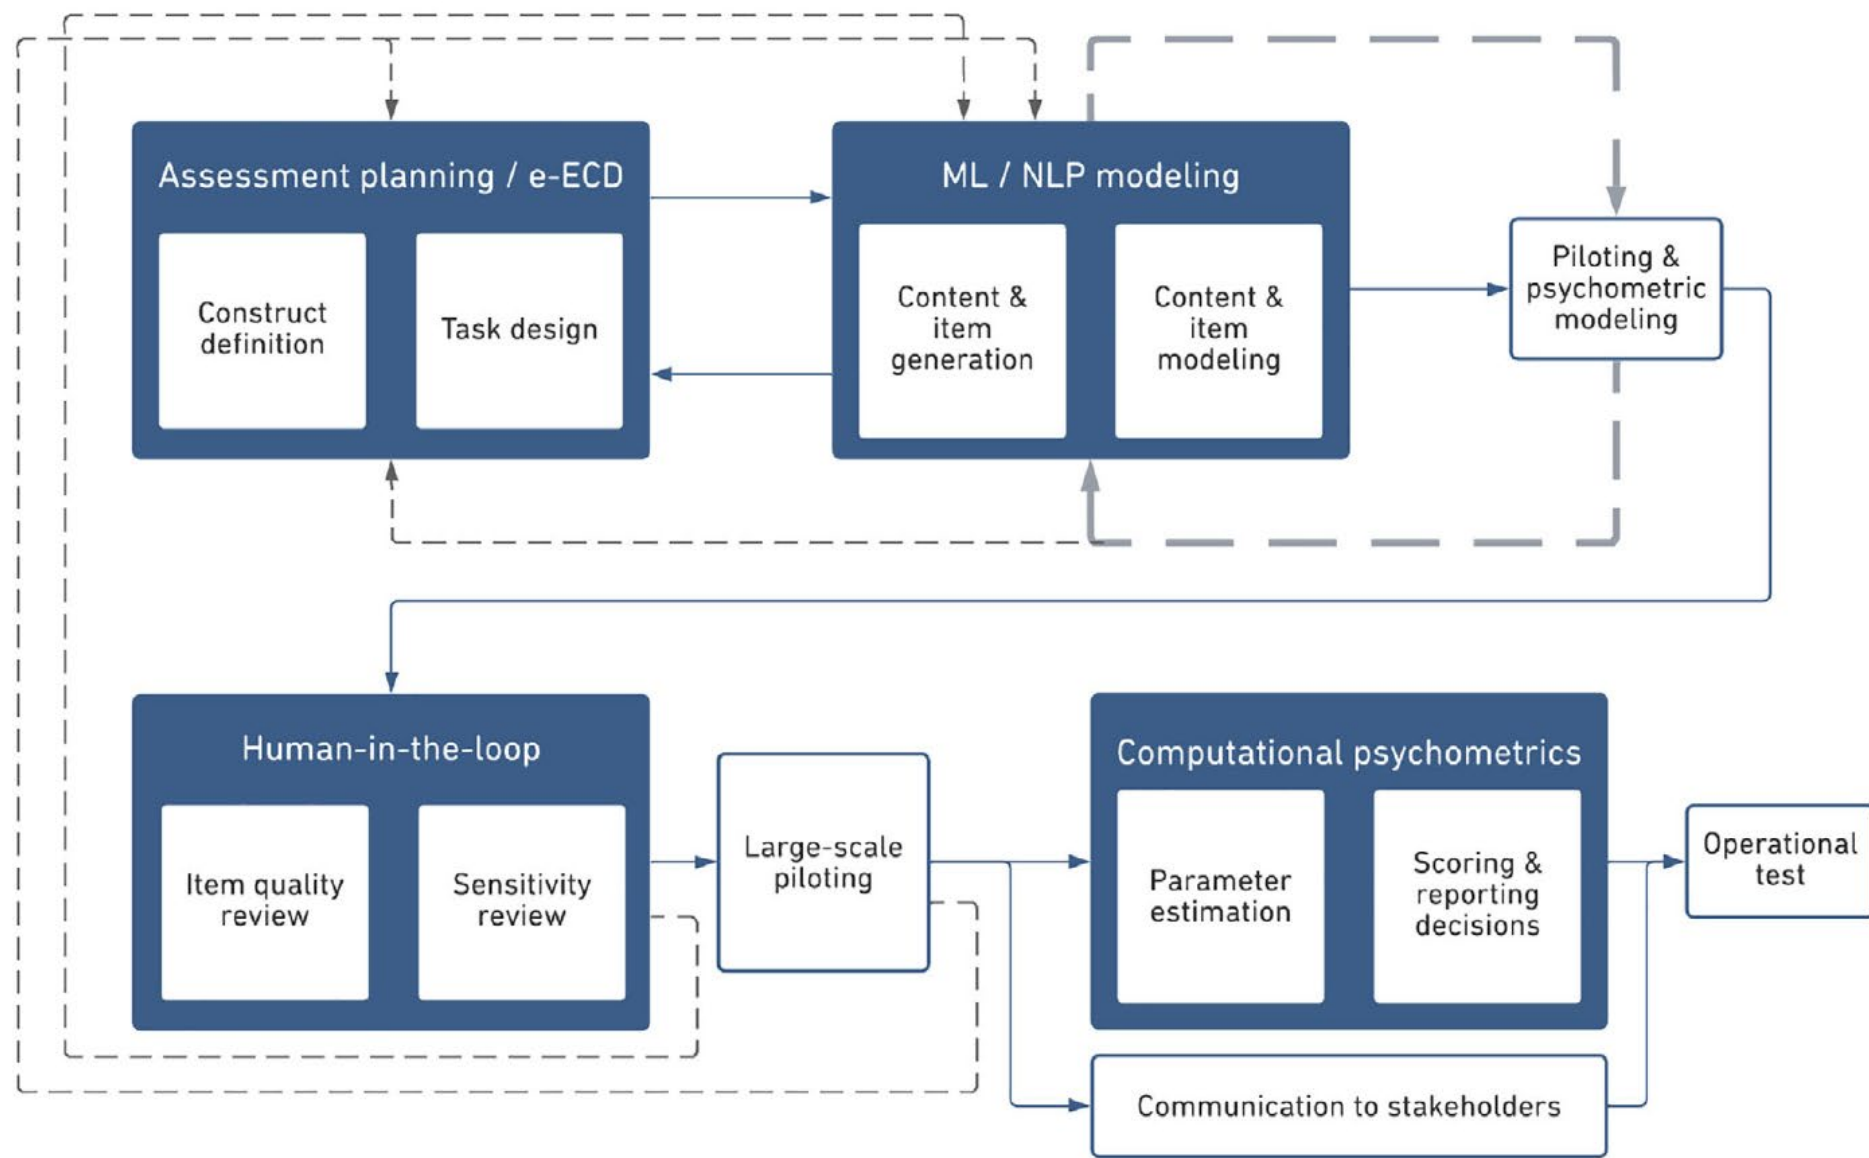 Assessment planning / e-ECD
Construct
definition
Task design
ML / NLP modeling
Content &
item
generation
Content &
item
modeling
Piloting &
psychometric
modeling
Human-in-the-loop
Item quality
review
Sensitivity
review
Large-scale
piloting
Computational psychometrics
Parameter
estimation
Scoring &
reporting
decisions
Operational
test
Communication to stakeholders